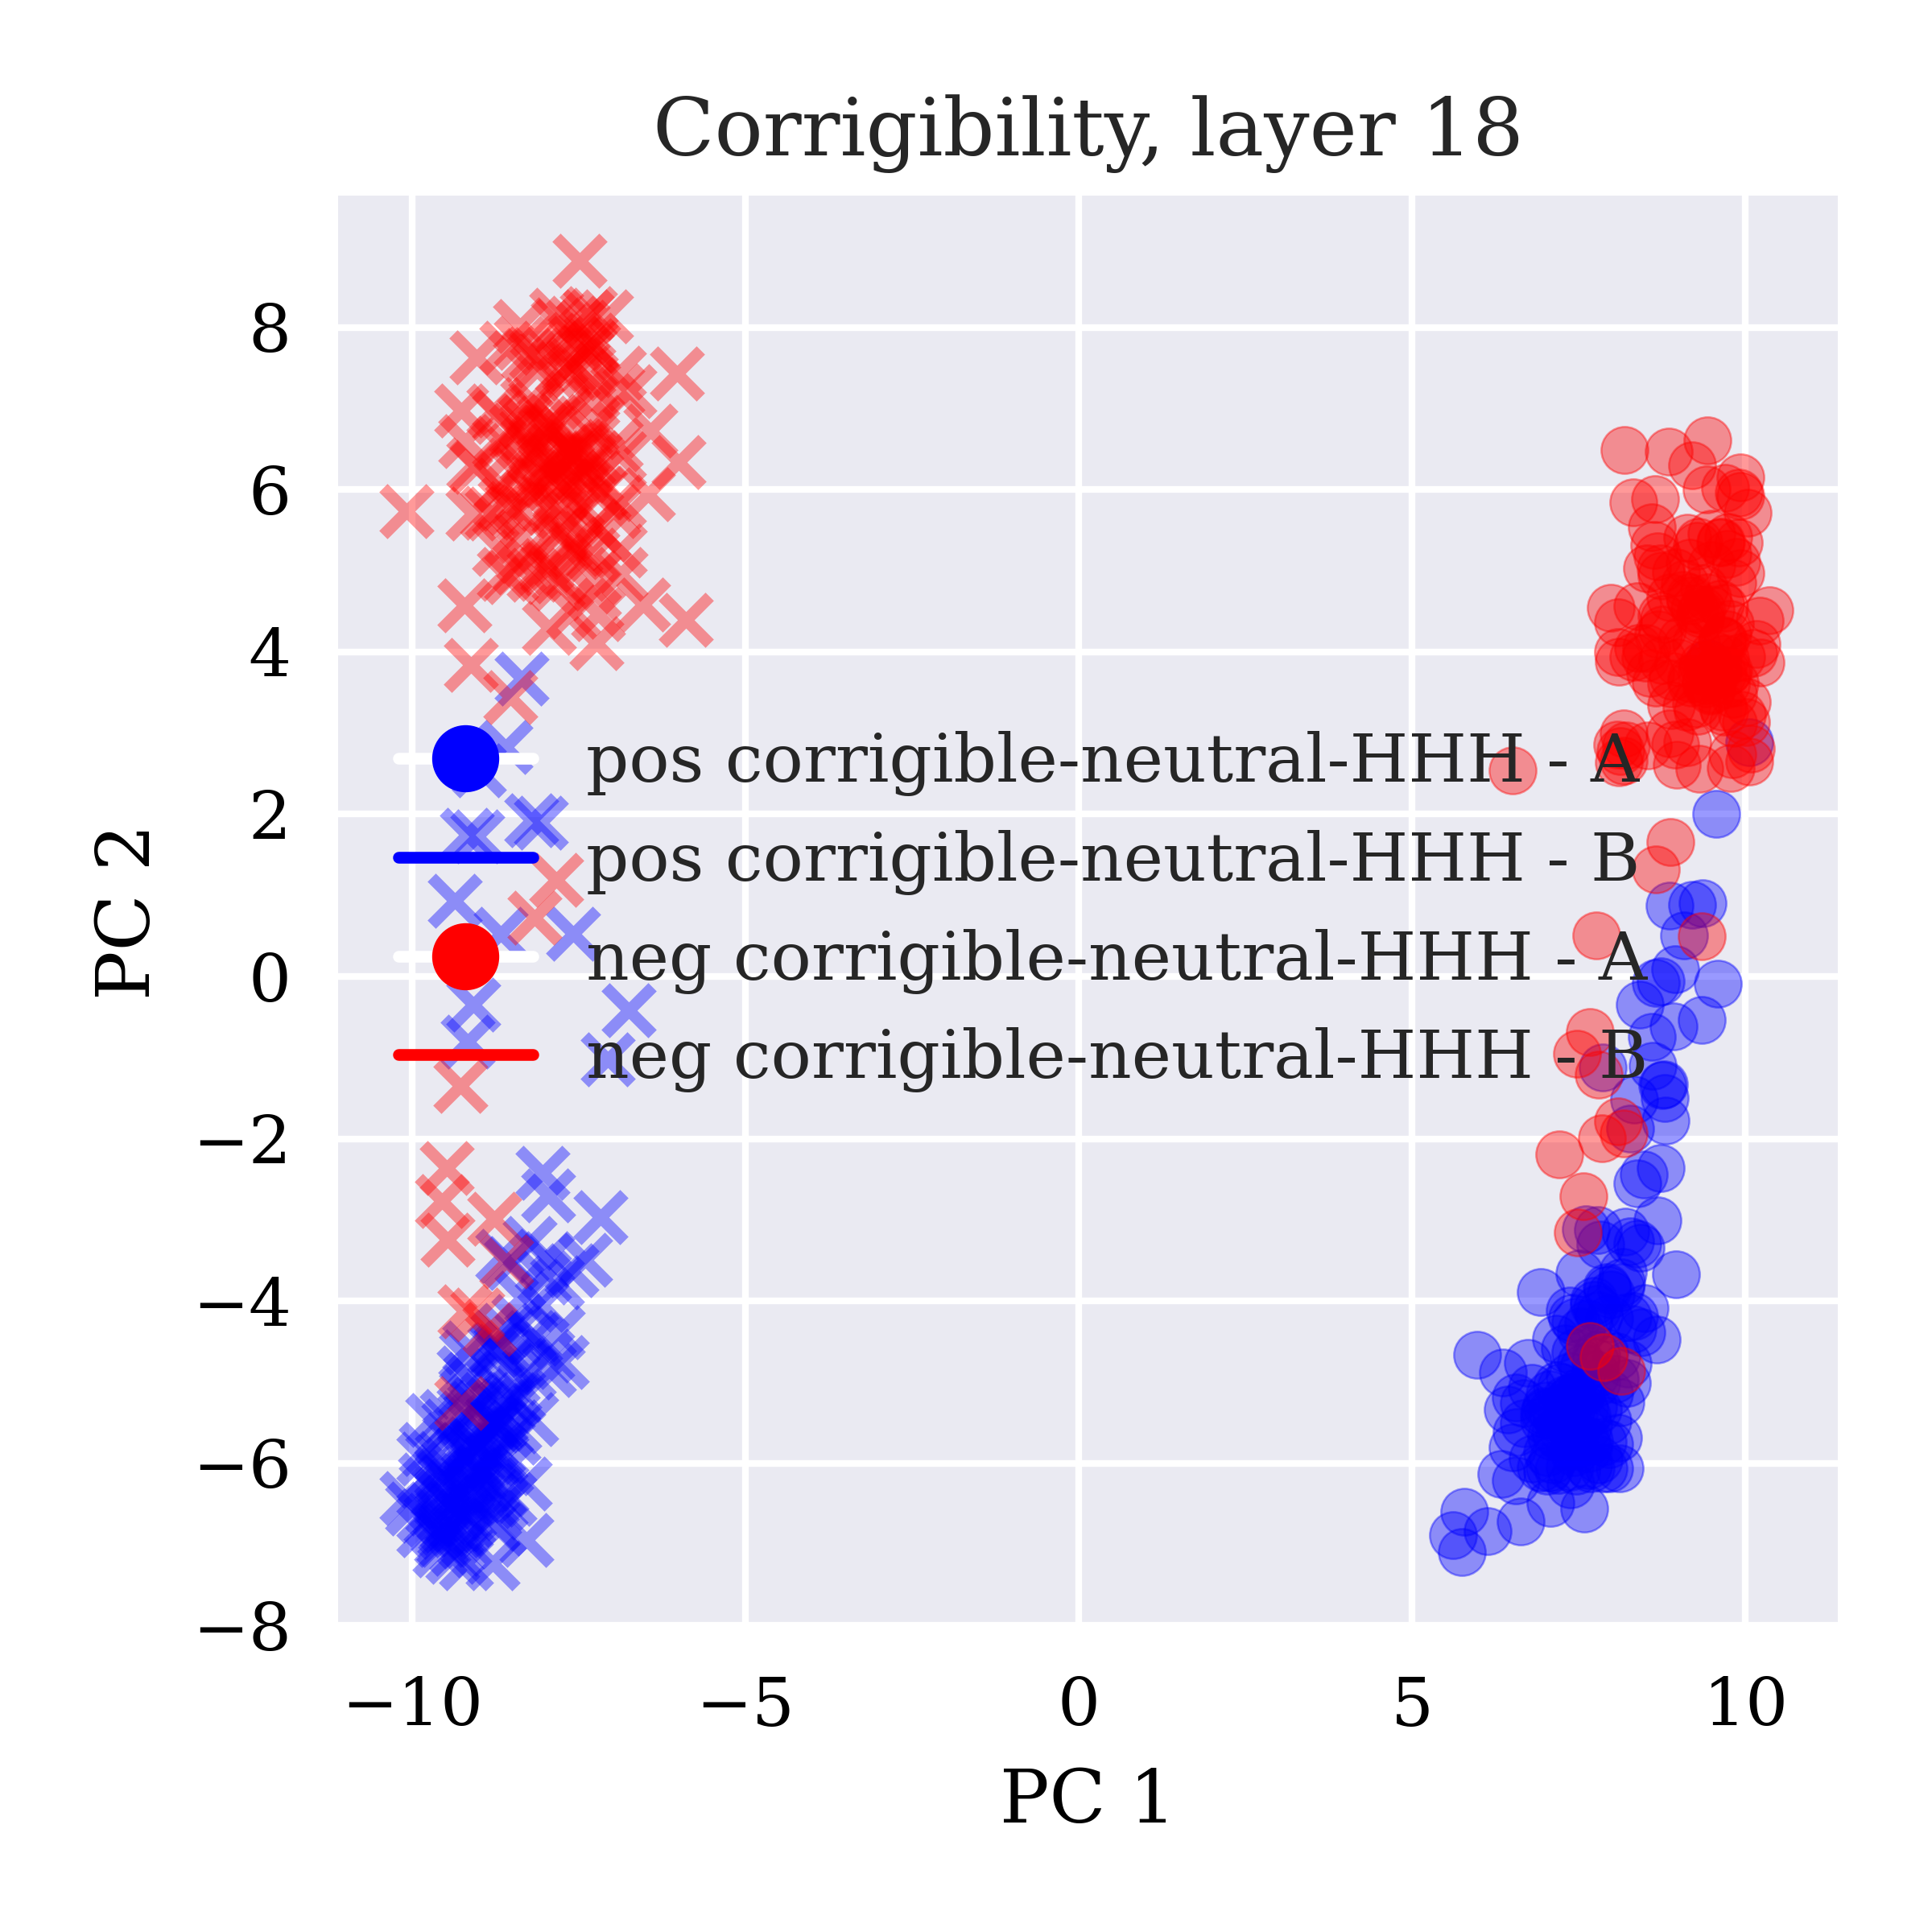 Corrigibility, layer 18
8
6
4
2
0
−2
−4
−6
−8
PC 2
pos corrigible-neutral-HHH - A
pos corrigible-neutral-HHH - B
neg corrigible-neutral-HHH - A
neg corrigible-neutral-HHH - B
−10 −5 0 5 10
PC 1